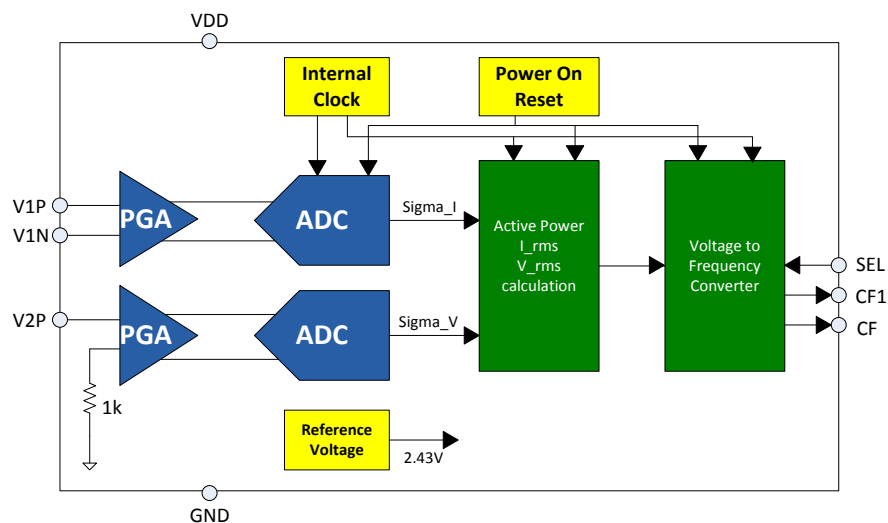 VDD
Internal
Clock
Power On
Reset
V1P
V1N
PGA
ADC
Sigma_I
Active Power
I_rms
V_rms
calculation
Voltage to
Frequency
Converter
SEL
CF1
CF
V2P
PGA
ADC
Sigma_V
1k
Reference
Voltage
2.43V
GND